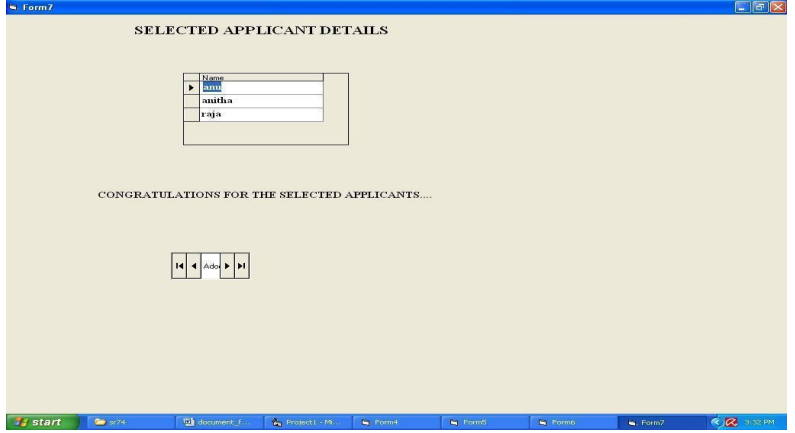 Form7
SELECTED APPLICANT DETAILS
Name
anu
anitha
raja
CONGRATULATIONS FOR THE SELECTED APPLICANTS....
Ado
start
sr74
document_f...
Project1 - Mi...
Form4
Form5
Form6
Form7
3:32 PM